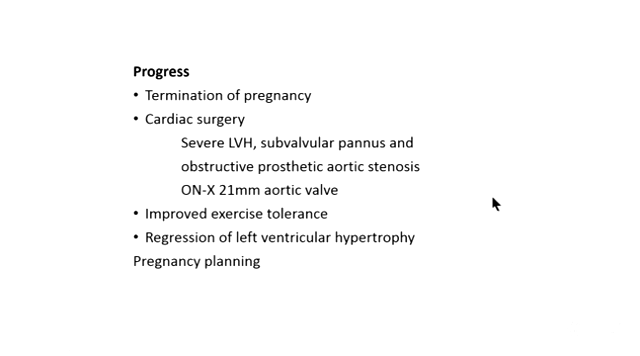 Progress
• Termination of pregnancy
• Cardiac surgery
Severe LVH, subvalvular pannus and
obstructive prosthetic aortic stenosis
ON-X 21mm aortic valve
• Improved exercise tolerance
• Regression of left ventricular hypertrophy
Pregnancy planning